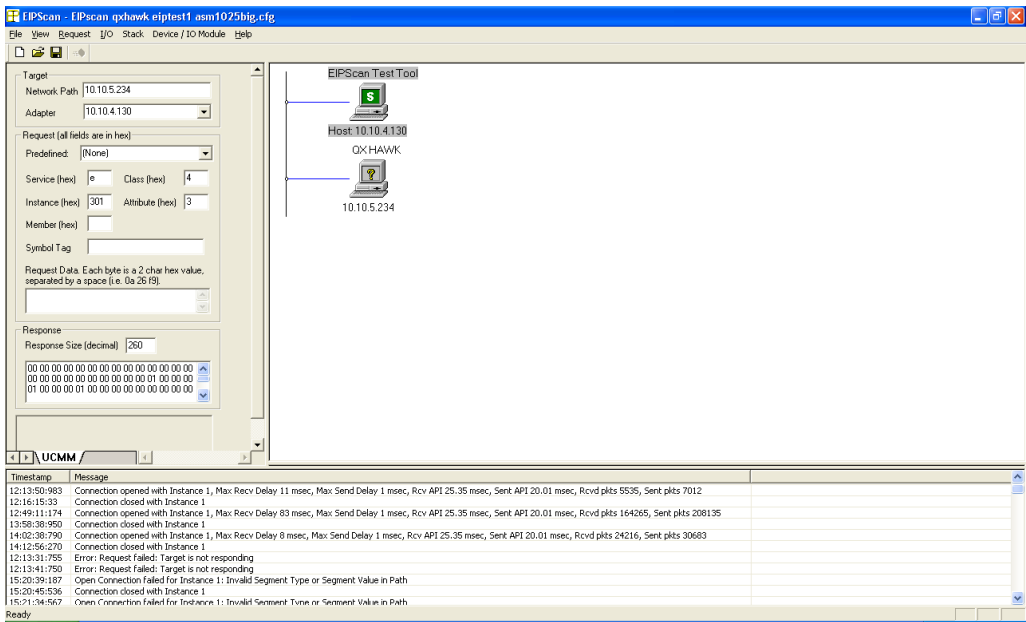 EIPScan - EIPscan qxhawk eiptest1 asm1025big.cfg
File View Request I/O Stack Device / IO Module Help
Target
Network Path 10.10.5.234
Adapter 10.10.4.130
Request (all fields are in hex)
Predefined: (None)
Service (hex) e Class (hex) 4
Instance (hex) 301 Attribute (hex) 3
Member (hex)
Symbol Tag
Request Data. Each byte is a 2 char hex value,
separated by a space (i.e. 0a 26 f9).
Response
Response Size (decimal) 260
00 00 00 00 00 00 00 00 00 00 00 00 00 00
00 00 00 00 00 00 00 00 00 00 01 00 00 00
01 00 00 00 01 00 00 00 00 00 00 00 00 00
UCMM
EIPScan Test Tool
S
Host: 10.10.4.130
QX HAWK
?
10.10.5.234
Timestamp Message
12:13:50:983 Connection opened with Instance 1, Max Recv Delay 11 msec, Max Send Delay 1 msec, Rcv API 25.35 msec, Sent API 20.01 msec, Rcvd pkts 5535, Sent pkts 7012
12:16:15:33 Connection closed with Instance 1
12:49:11:174 Connection opened with Instance 1, Max Recv Delay 83 msec, Max Send Delay 1 msec, Rcv API 25.35 msec, Sent API 20.01 msec, Rcvd pkts 164265, Sent pkts 208135
13:58:38:950 Connection closed with Instance 1
14:02:38:790 Connection opened with Instance 1, Max Recv Delay 8 msec, Max Send Delay 1 msec, Rcv API 25.35 msec, Sent API 20.01 msec, Rcvd pkts 24216, Sent pkts 30683
14:12:56:270 Connection closed with Instance 1
12:13:31:755 Error: Request failed: Target is not responding
12:13:41:750 Error: Request failed: Target is not responding
15:20:39:187 Open Connection failed for Instance 1: Invalid Segment Type or Segment Value in Path
15:20:45:536 Connection closed with Instance 1
15:21:34:567 Open Connection failed for Instance 1: Invalid Segment Type or Segment Value in Path
Ready